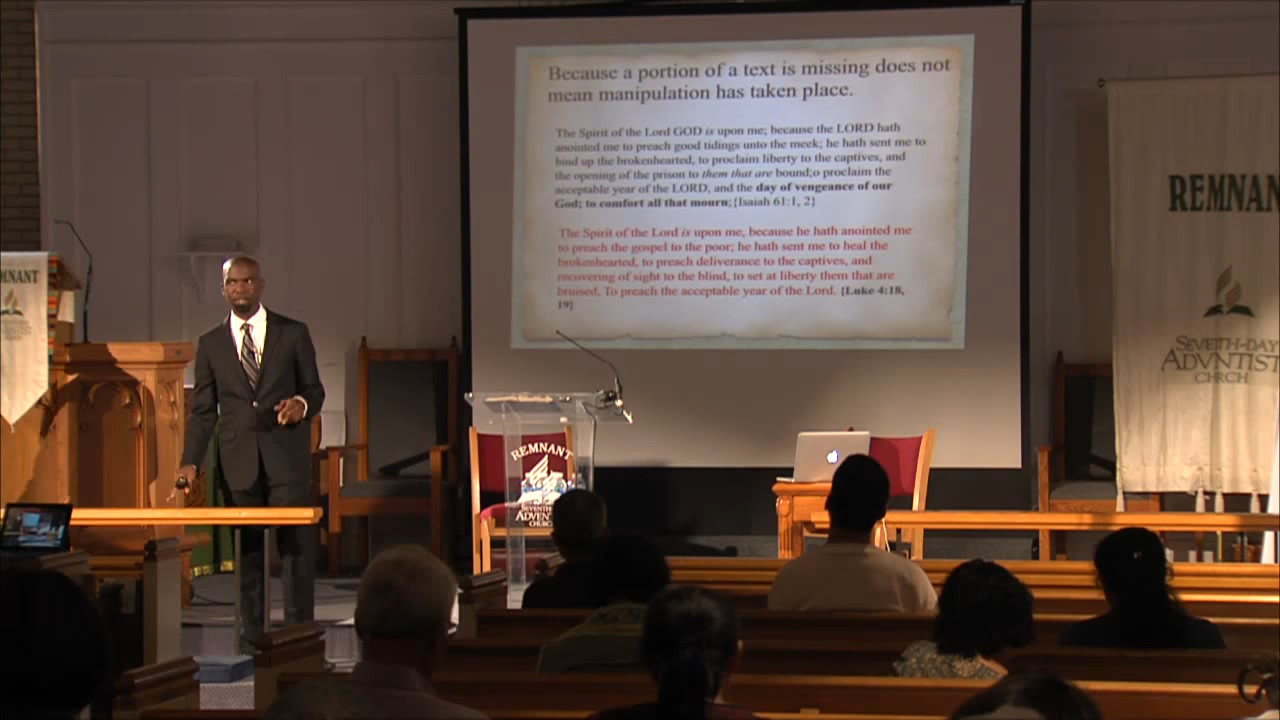 Because a portion of a text is missing does not
mean manipulation has taken place.
The Spirit of the Lord GOD is upon me; because the LORD hath
anointed me to preach good tidings unto the meek; he hath sent me to
bind up the brokenhearted, to proclaim liberty to the captives, and
the opening of the prison to them that are bound;o proclaim the
acceptable year of the LORD, and the day of vengeance of our
God; to comfort all that mourn; {Isaiah 61:1, 2}
The Spirit of the Lord is upon me, because he hath anointed me
to preach the gospel to the poor; he hath sent me to heal the
brokenhearted, to preach deliverance to the captives, and
recovering of sight to the blind, to set at liberty them that are
bruised, To preach the acceptable year of the Lord. {Luke 4:18,
19}
MNANT
REMNANT
SEVENTH-DAY
ADVENTIST
CHURCH
REMNAN
SEVETH-DAY
ADVNTIST
CHRCH